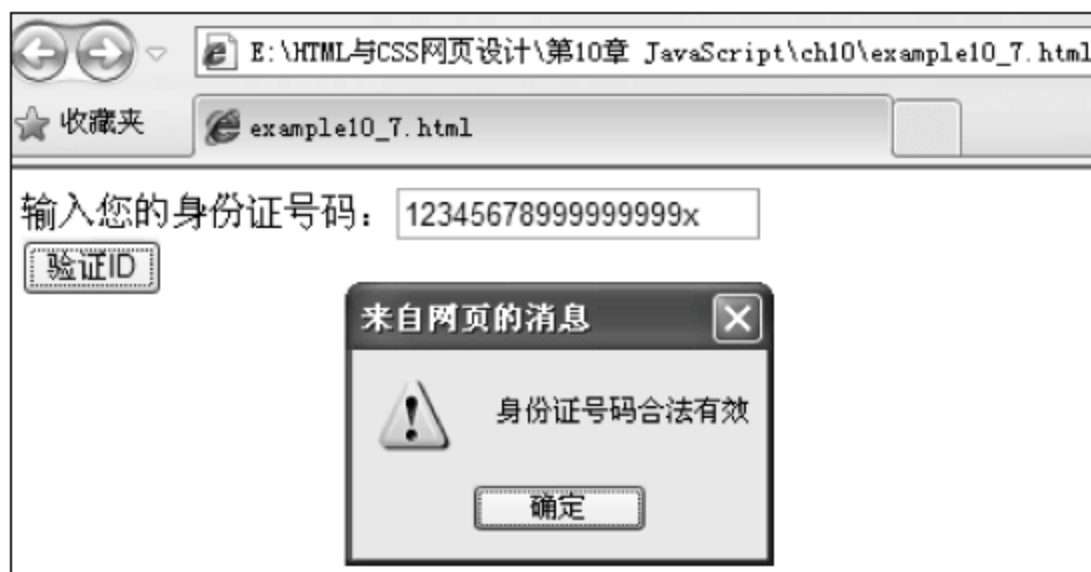 E:\HTML与CSS网页设计\第10章 JavaScript\ch10\example10_7.html
收藏夹 example10_7.html
输入您的身份证号码： 12345678999999999x
验证ID
来自网页的消息
身份证号码合法有效
确定